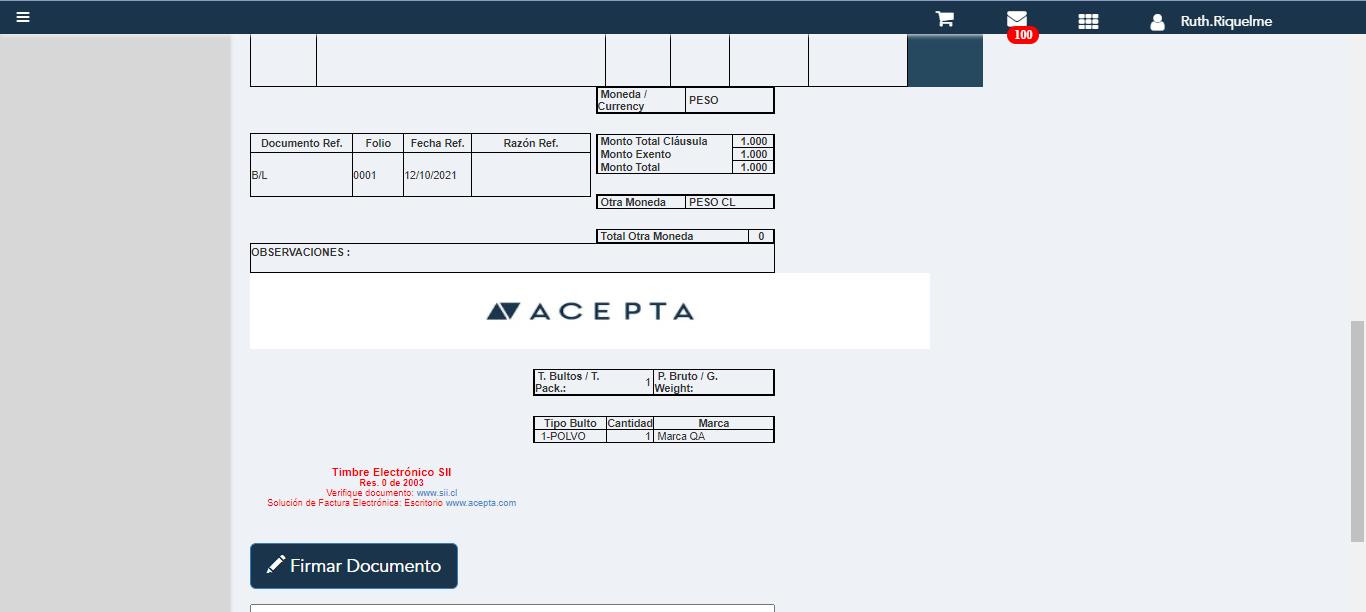 Ruth.Riquelme
100
Moneda /
Currency
PESO
Documento Ref. Folio Fecha Ref. Razón Ref.
B/L 0001 12/10/2021
Monto Total Cláusula 1.000
Monto Exento 1.000
Monto Total 1.000
Otra Moneda PESO CL
Total Otra Moneda 0
OBSERVACIONES :
ACEPTA
T. Bultos / T.
Pack.:
1
P. Bruto / G.
Weight:
Tipo Bulto Cantidad Marca
1-POLVO 1 Marca QA
Timbre Electrónico SII
Res. 0 de 2003
Verifique documento: www.sii.cl
Solución de Factura Electrónica: Escritorio www.acepta.com
Firmar Documento